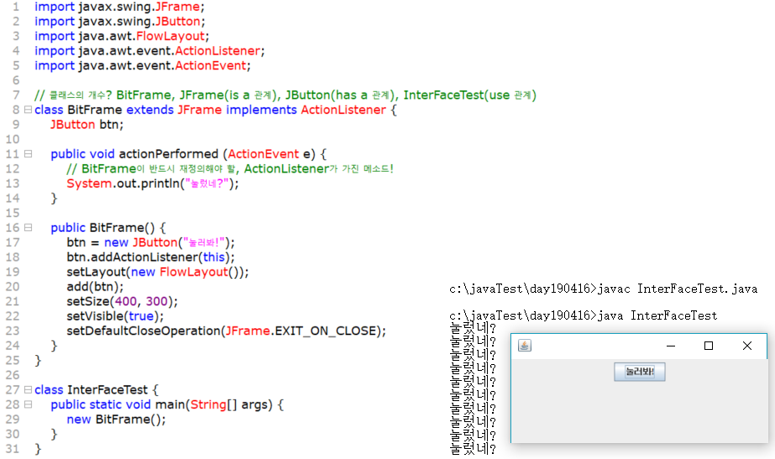 1 import javax.swing.JFrame;
2 import javax.swing.JButton;
3 import java.awt.FlowLayout;
4 import java.awt.event.ActionListener;
5 import java.awt.event.ActionEvent;
6
7 // 클래스의 개수? BitFrame, JFrame(is a 관계), JButton(has a 관계), InterFaceTest(use 관계)
8 class BitFrame extends JFrame implements ActionListener {
9 JButton btn;
10
11 public void actionPerformed (ActionEvent e) {
12 // BitFrame이 반드시 재정의해야 할, ActionListener가 가진 메소드!
13 System.out.println("눌렀네?");
14 }
15
16 public BitFrame() {
17 btn = new JButton("눌러봐!");
18 btn.addActionListener(this);
19 setLayout(new FlowLayout());
20 add(btn);
21 setSize(400, 300);
22 setVisible(true);
23 setDefaultCloseOperation(JFrame.EXIT_ON_CLOSE);
24 }
25 }
26
27 class InterFaceTest {
28 public static void main(String[] args) {
29 new BitFrame();
30 }
31 }
c:\javaTest\day190416>javac InterFaceTest.java
c:\javaTest\day190416>java InterFaceTest
눌렀네?
눌렀네?
눌렀네?
눌렀네?
눌렀네?
눌렀네?
눌렀네?
눌렀네?
눌렀네?
눌렀네?
눌러봐!